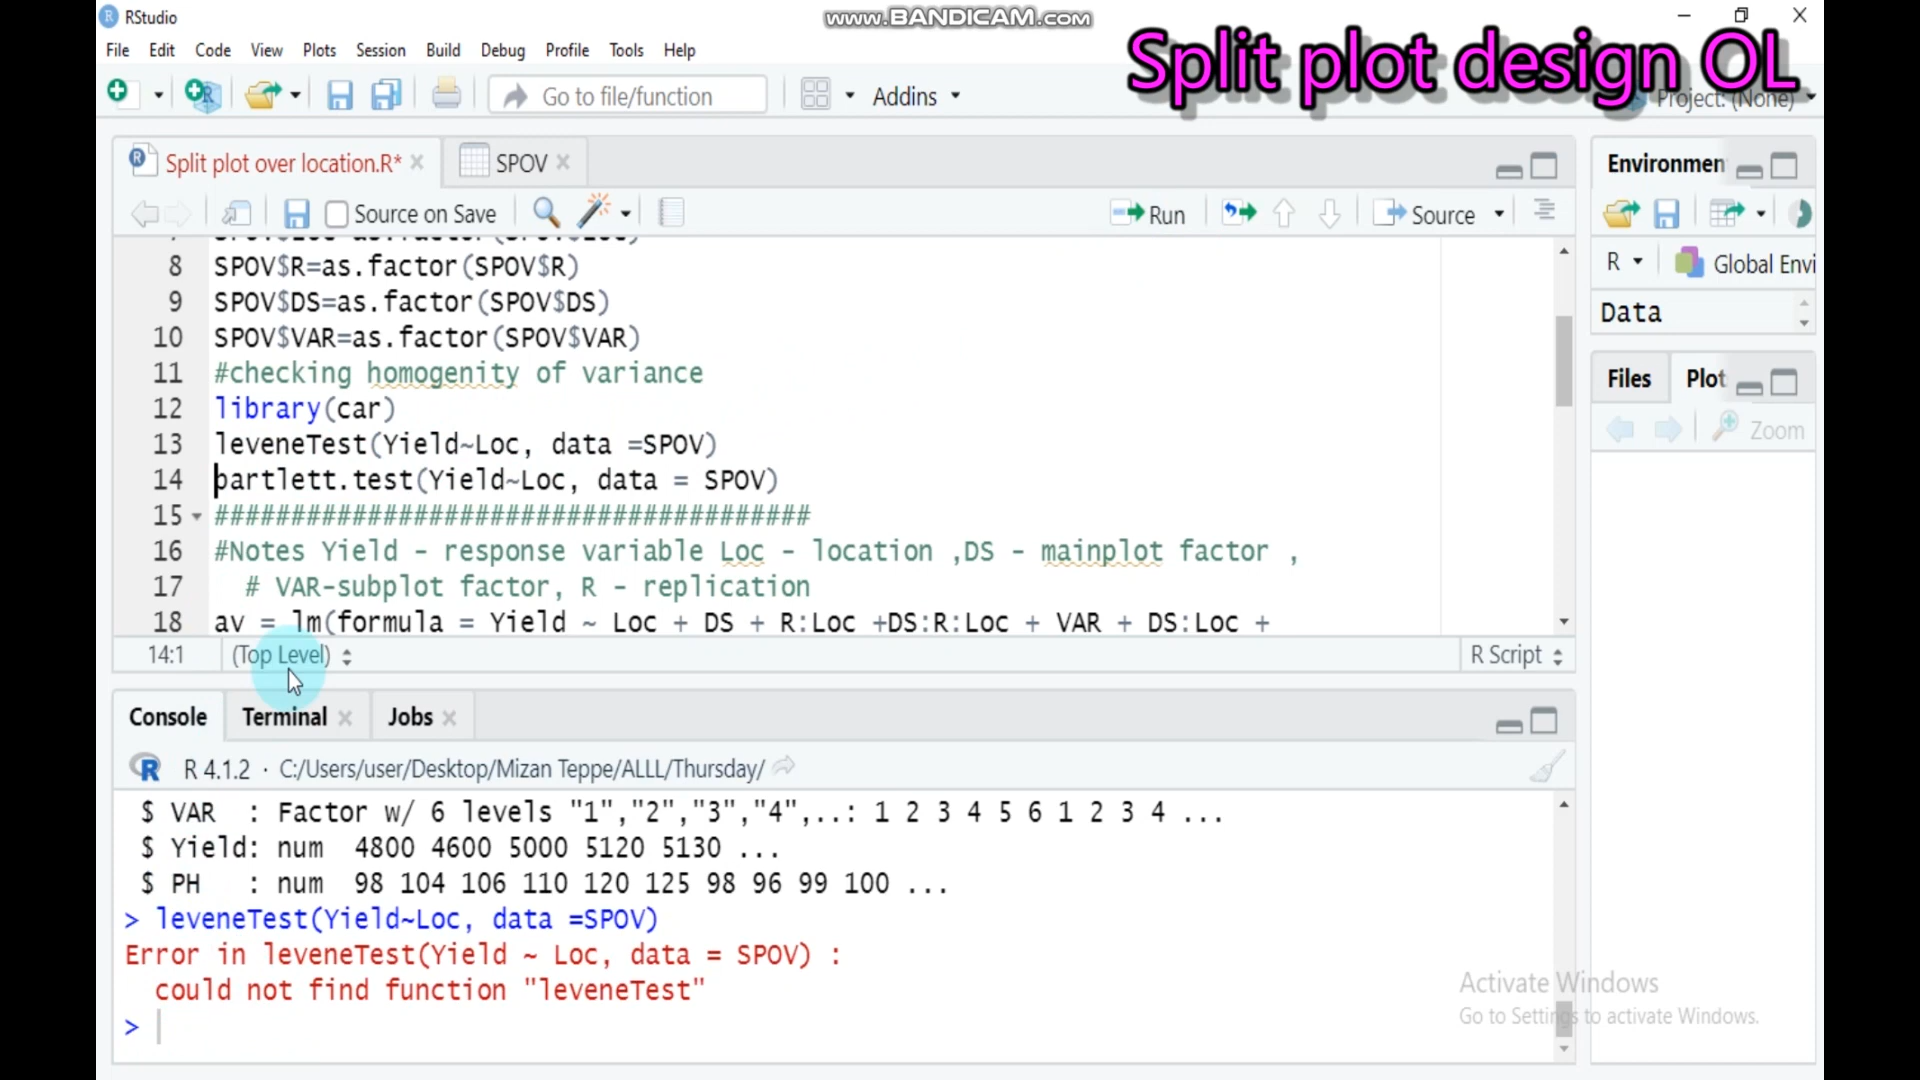 RStudio
www.BANDICAM.com
File Edit Code View Plots Session Build Debug Profile Tools Help
Split plot design OL
Go to file/function
Addins
Project: (None)
Split plot over location.R*
SPOV
Environmen
Source on Save
Run
Source
R
Global Envi
Data
8 SPOV$R=as.factor(SPOV$R)
9 SPOV$DS=as.factor(SPOV$DS)
10 SPOV$VAR=as.factor(SPOV$VAR)
11 #checking homogenity of variance
12 library(car)
13 leveneTest(Yield~Loc, data =SPOV)
14 bartlett.test(Yield~Loc, data = SPOV)
15 #######################################
16 #Notes Yield - response variable Loc - location ,DS - mainplot factor ,
17 # VAR-subplot factor, R - replication
18 av = lm(formula = Yield ~ Loc + DS + R:Loc +DS:R:Loc + VAR + DS:Loc +
14:1 (Top Level) R Script
Files Plot
Zoom
Console Terminal Jobs
R 4.1.2 · C:/Users/user/Desktop/Mizan Teppe/ALLL/Thursday/
$ VAR : Factor w/ 6 levels "1","2","3","4",..: 1 2 3 4 5 6 1 2 3 4 ...
$ Yield: num 4800 4600 5000 5120 5130 ...
$ PH : num 98 104 106 110 120 125 98 96 99 100 ...
> leveneTest(Yield~Loc, data =SPOV)
Error in leveneTest(Yield ~ Loc, data = SPOV) :
could not find function "leveneTest"
>
Activate Windows
Go to Settings to activate Windows.